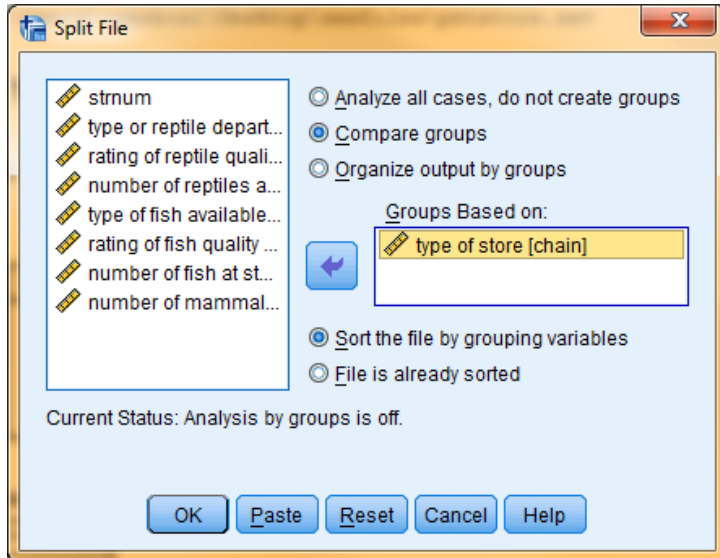 Split File
strnum
type or reptile depart...
rating of reptile quali...
number of reptiles a...
type of fish available...
rating of fish quality ...
number of fish at st...
number of mammal...
Analyze all cases, do not create groups
Compare groups
Organize output by groups
Groups Based on:
type of store [chain]
Sort the file by grouping variables
File is already sorted
Current Status: Analysis by groups is off.
OK Paste Reset Cancel Help